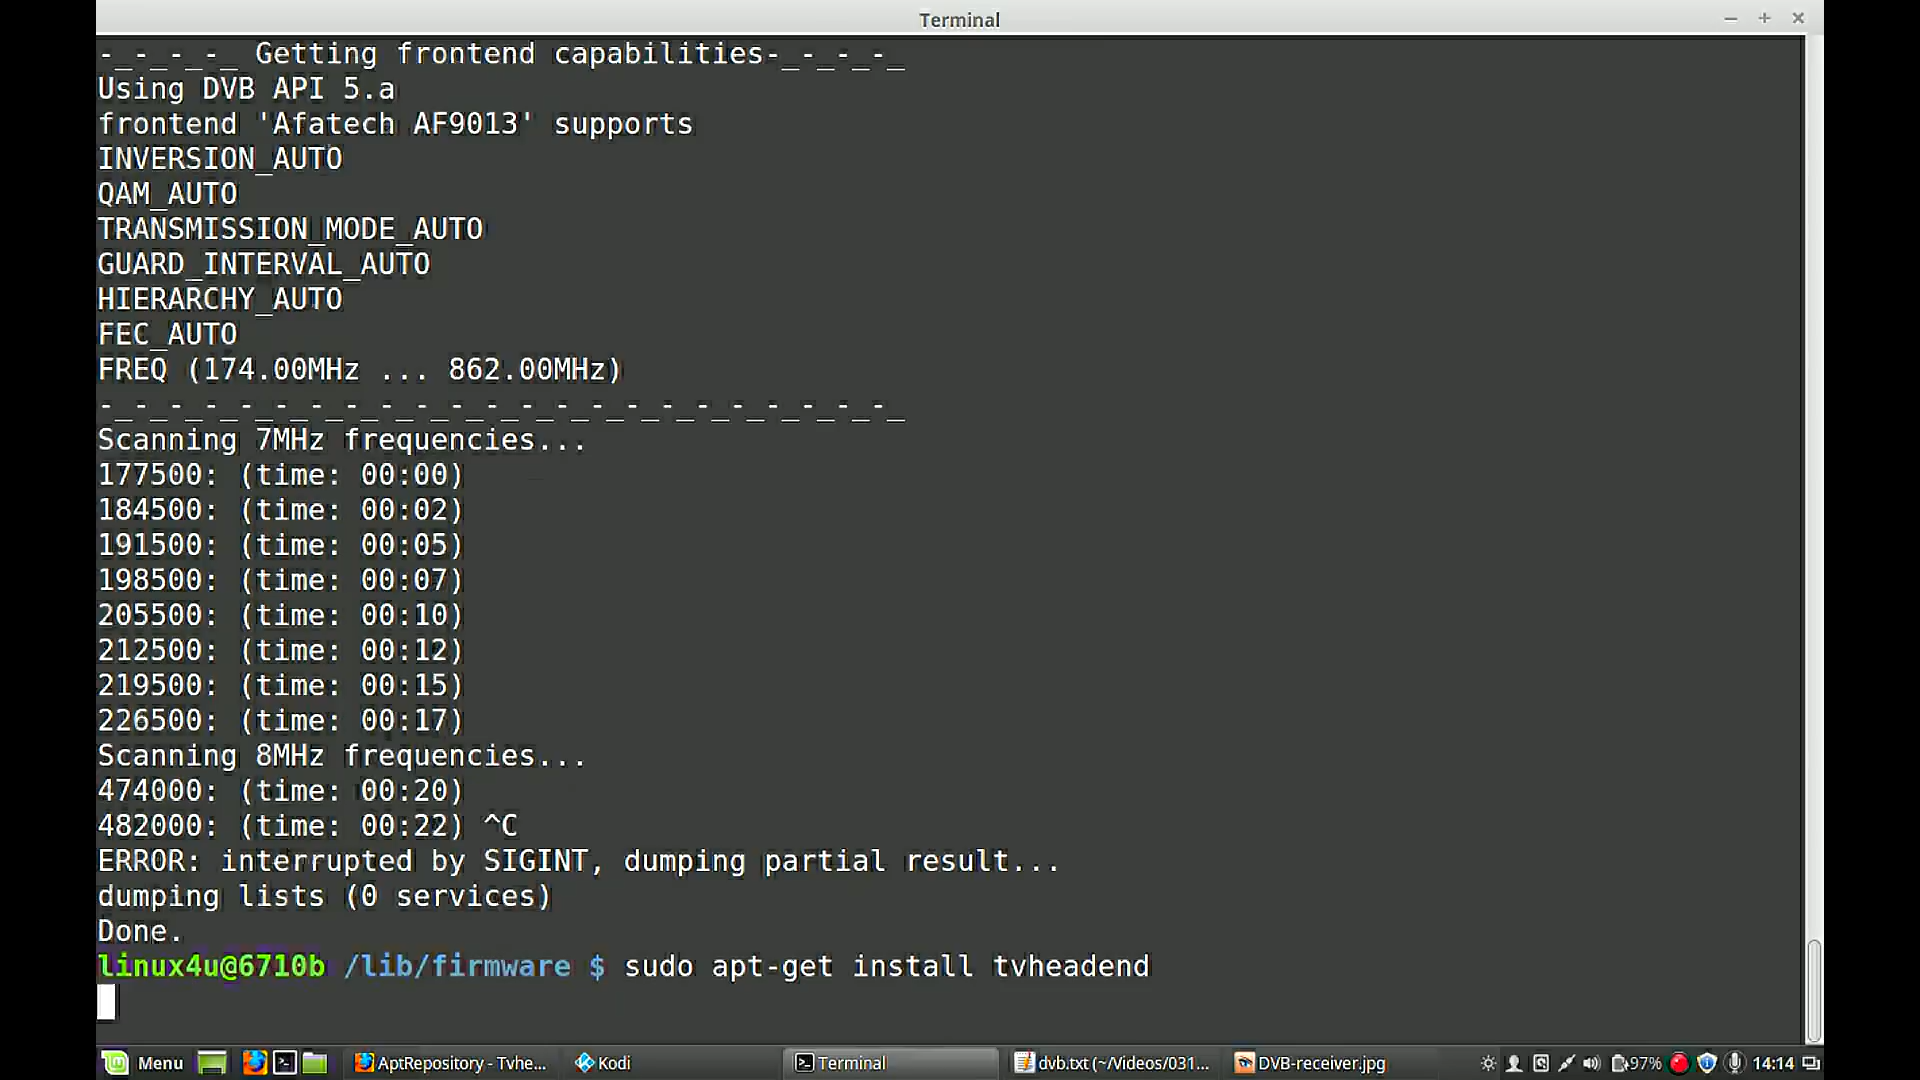 Terminal
-_-_-_-_ Getting frontend capabilities-_-_-_-_
Using DVB API 5.a
frontend 'Afatech AF9013' supports
INVERSION_AUTO
QAM_AUTO
TRANSMISSION_MODE_AUTO
GUARD_INTERVAL_AUTO
HIERARCHY_AUTO
FEC_AUTO
FREQ (174.00MHz ... 862.00MHz)
-_-_-_-_-_-_-_-_-_-_-_-_-_-_-_-_-_-_-_-_-_-_-_
Scanning 7MHz frequencies...
177500: (time: 00:00)
184500: (time: 00:02)
191500: (time: 00:05)
198500: (time: 00:07)
205500: (time: 00:10)
212500: (time: 00:12)
219500: (time: 00:15)
226500: (time: 00:17)
Scanning 8MHz frequencies...
474000: (time: 00:20)
482000: (time: 00:22) ^C
ERROR: interrupted by SIGINT, dumping partial result...
dumping lists (0 services)
Done.
linux4u@6710b /lib/firmware $ sudo apt-get install tvheadend
Menu AptRepository - Tvhe... Kodi Terminal dvb.txt (~/Videos/031... DVB-receiver.jpg 97% 14:14